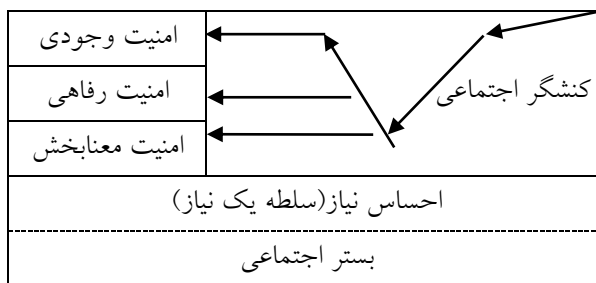 امنیت وجودی
امنیت رفاهی
کنشگر اجتماعی
امنیت معنابخش
احساس نیاز(سلطه یک نیاز)
بستر اجتماعی